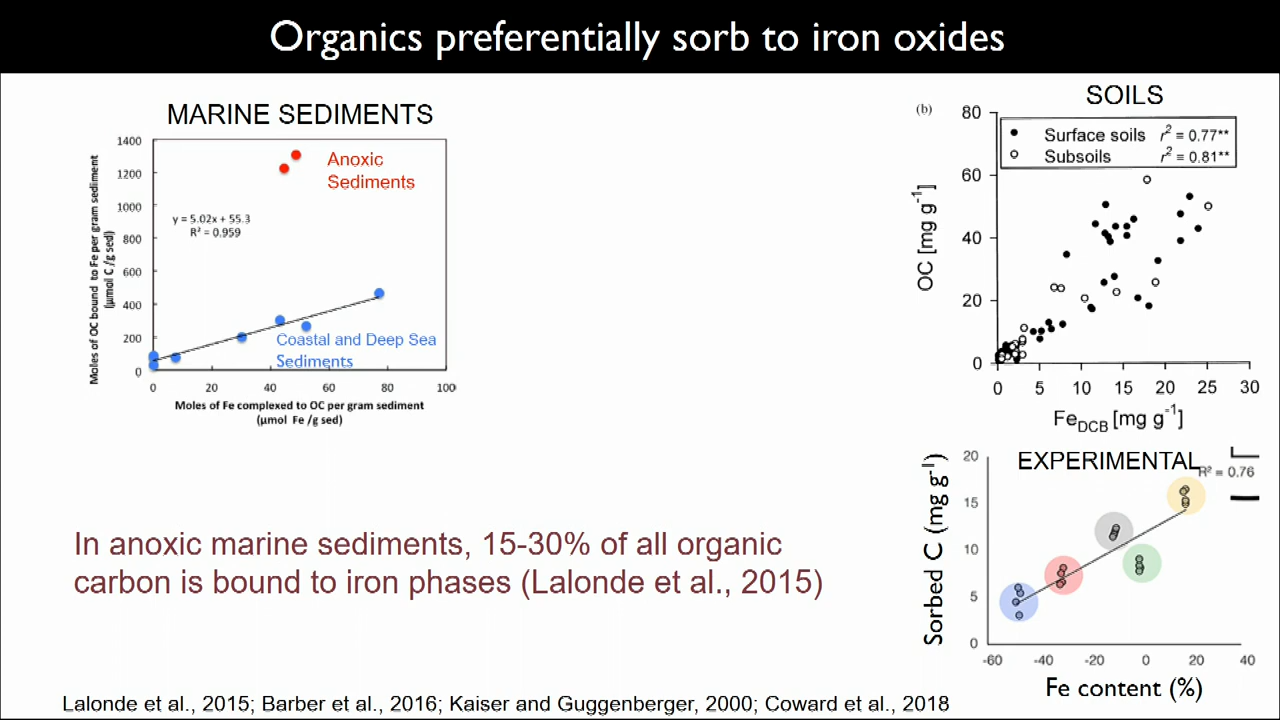 Organics preferentially sorb to iron oxides
MARINE SEDIMENTS
Moles of OC bound to Fe per gram sediment
(µmol C /g sed)
1400
1200
1000
800
600
400
200
0
Anoxic
Sediments
y = 5.02x + 55.3
R² = 0.959
Coastal and Deep Sea
Sediments
0 20 40 60 80 100
Moles of Fe complexed to OC per gram sediment
(µmol Fe /g sed)
In anoxic marine sediments, 15-30% of all organic
carbon is bound to iron phases (Lalonde et al., 2015)
(b)
SOILS
OC [mg g⁻¹]
80
60
40
20
0
Surface soils r² = 0.77**
Subsoils r² = 0.81**
0 5 10 15 20 25 30
FeDCB [mg g⁻¹]
EXPERIMENTAL
R² = 0.76
Sorbed C (mg g⁻¹)
20
15
10
5
0
-60 -40 -20 0 20 40
Fe content (%)
Lalonde et al., 2015; Barber et al., 2016; Kaiser and Guggenberger, 2000; Coward et al., 2018